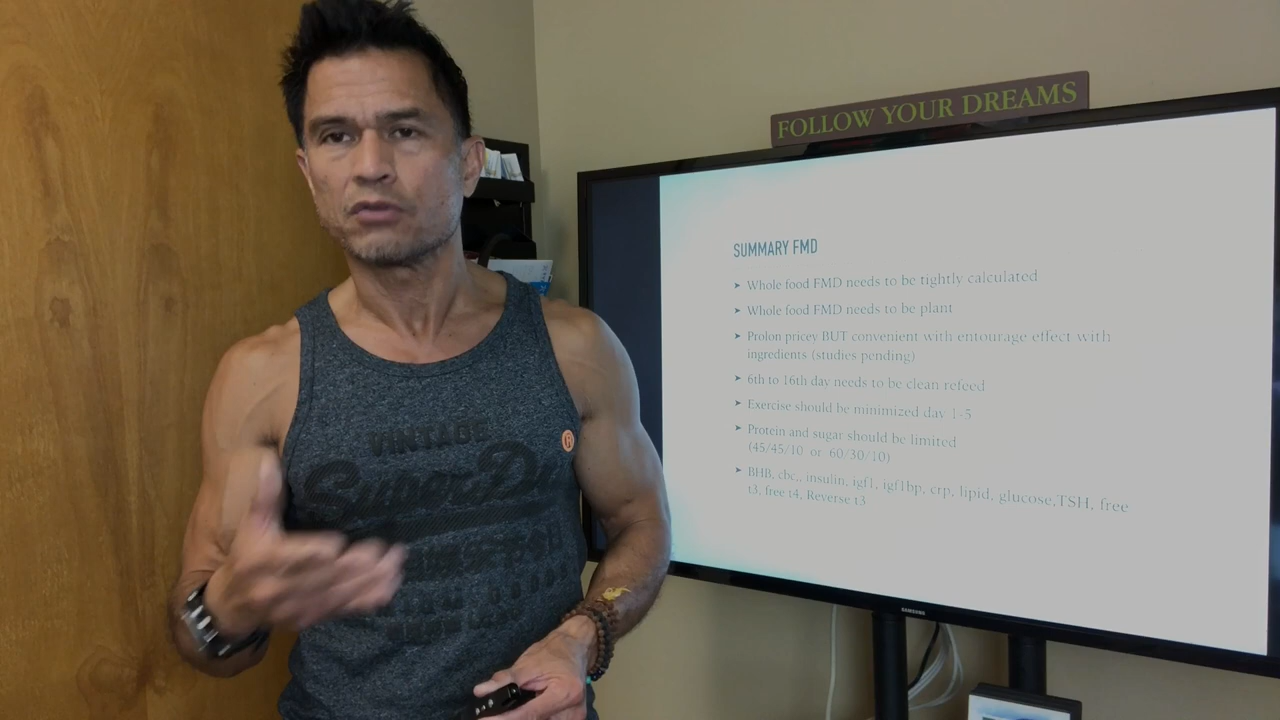 FOLLOW YOUR DREAMS
SUMMARY FMD
➤ Whole food FMD needs to be tightly calculated
➤ Whole food FMD needs to be plant
➤ Prolon pricey BUT convenient with entourage effect with
ingredients (studies pending)
➤ 6th to 16th day needs to be clean refeed
➤ Exercise should be minimized day 1-5
➤ Protein and sugar should be limited
(45/45/10 or 60/30/10)
➤ BHB, cbc,, insulin, igf1, igf1bp, crp, lipid, glucose,TSH, free
t3, free t4, Reverse t3
SAMSUNG
VINTAGE